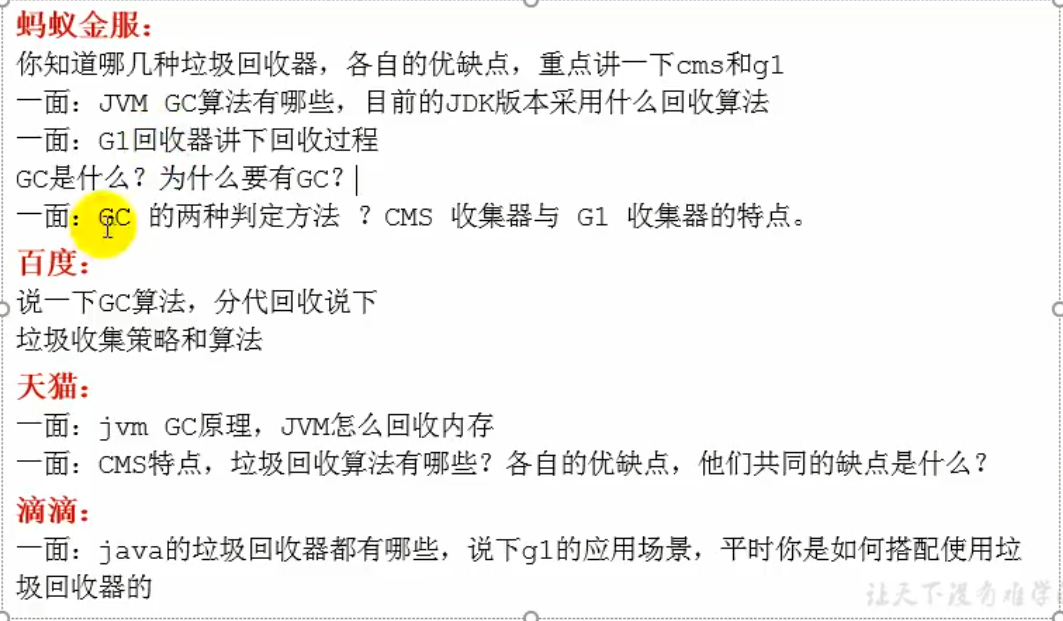 蚂蚁金服：
你知道哪几种垃圾回收器，各自的优缺点，重点讲一下cms和g1
一面：JVM GC算法有哪些，目前的JDK版本采用什么回收算法
一面：G1回收器讲下回收过程
GC是什么？为什么要有GC？
一面：GC 的两种判定方法 ？CMS 收集器与 G1 收集器的特点。
百度：
说一下GC算法，分代回收说下
垃圾收集策略和算法
天猫：
一面：jvm GC原理，JVM怎么回收内存
一面：CMS特点，垃圾回收算法有哪些？各自的优缺点，他们共同的缺点是什么？
滴滴：
一面：java的垃圾回收器都有哪些，说下g1的应用场景，平时你是如何搭配使用垃
圾回收器的
让天下没有难学